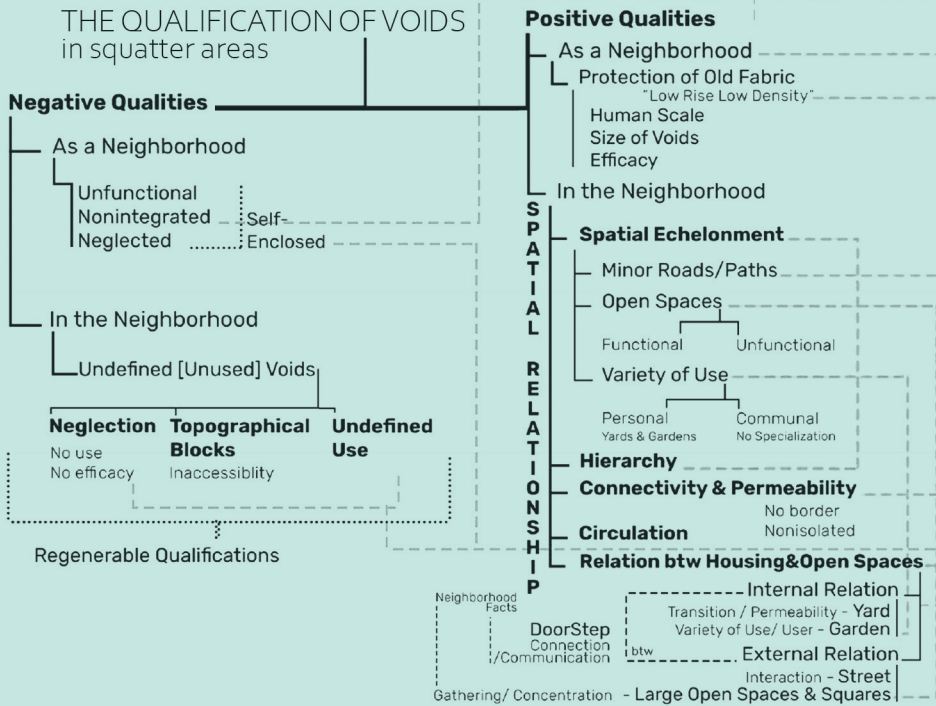 THE QUALIFICATION OF VOIDS
in squatter areas
Negative Qualities
As a Neighborhood
Unfunctional
Nonintegrated
Neglected
Self-
Enclosed
In the Neighborhood
Undefined [Unused] Voids
Neglection
No use
No efficacy
Topographical
Blocks
Inaccessiblity
Undefined
Use
Regenerable Qualifications
Positive Qualities
As a Neighborhood
Protection of Old Fabric
"Low Rise Low Density"
Human Scale
Size of Voids
Efficacy
In the Neighborhood
SPATIAL RELATIONSHIP
Spatial Echelonment
Minor Roads/Paths
Open Spaces
Functional
Unfunctional
Variety of Use
Personal
Yards & Gardens
Communal
No Specialization
Hierarchy
Connectivity & Permeability
No border
Nonisolated
Circulation
Relation btw Housing&Open Spaces
Internal Relation
Transition / Permeability - Yard
Variety of Use/ User - Garden
Neighborhood
Facts
DoorStep
Connection
/Communication
btw
External Relation
Interaction - Street
Gathering/ Concentration - Large Open Spaces & Squares